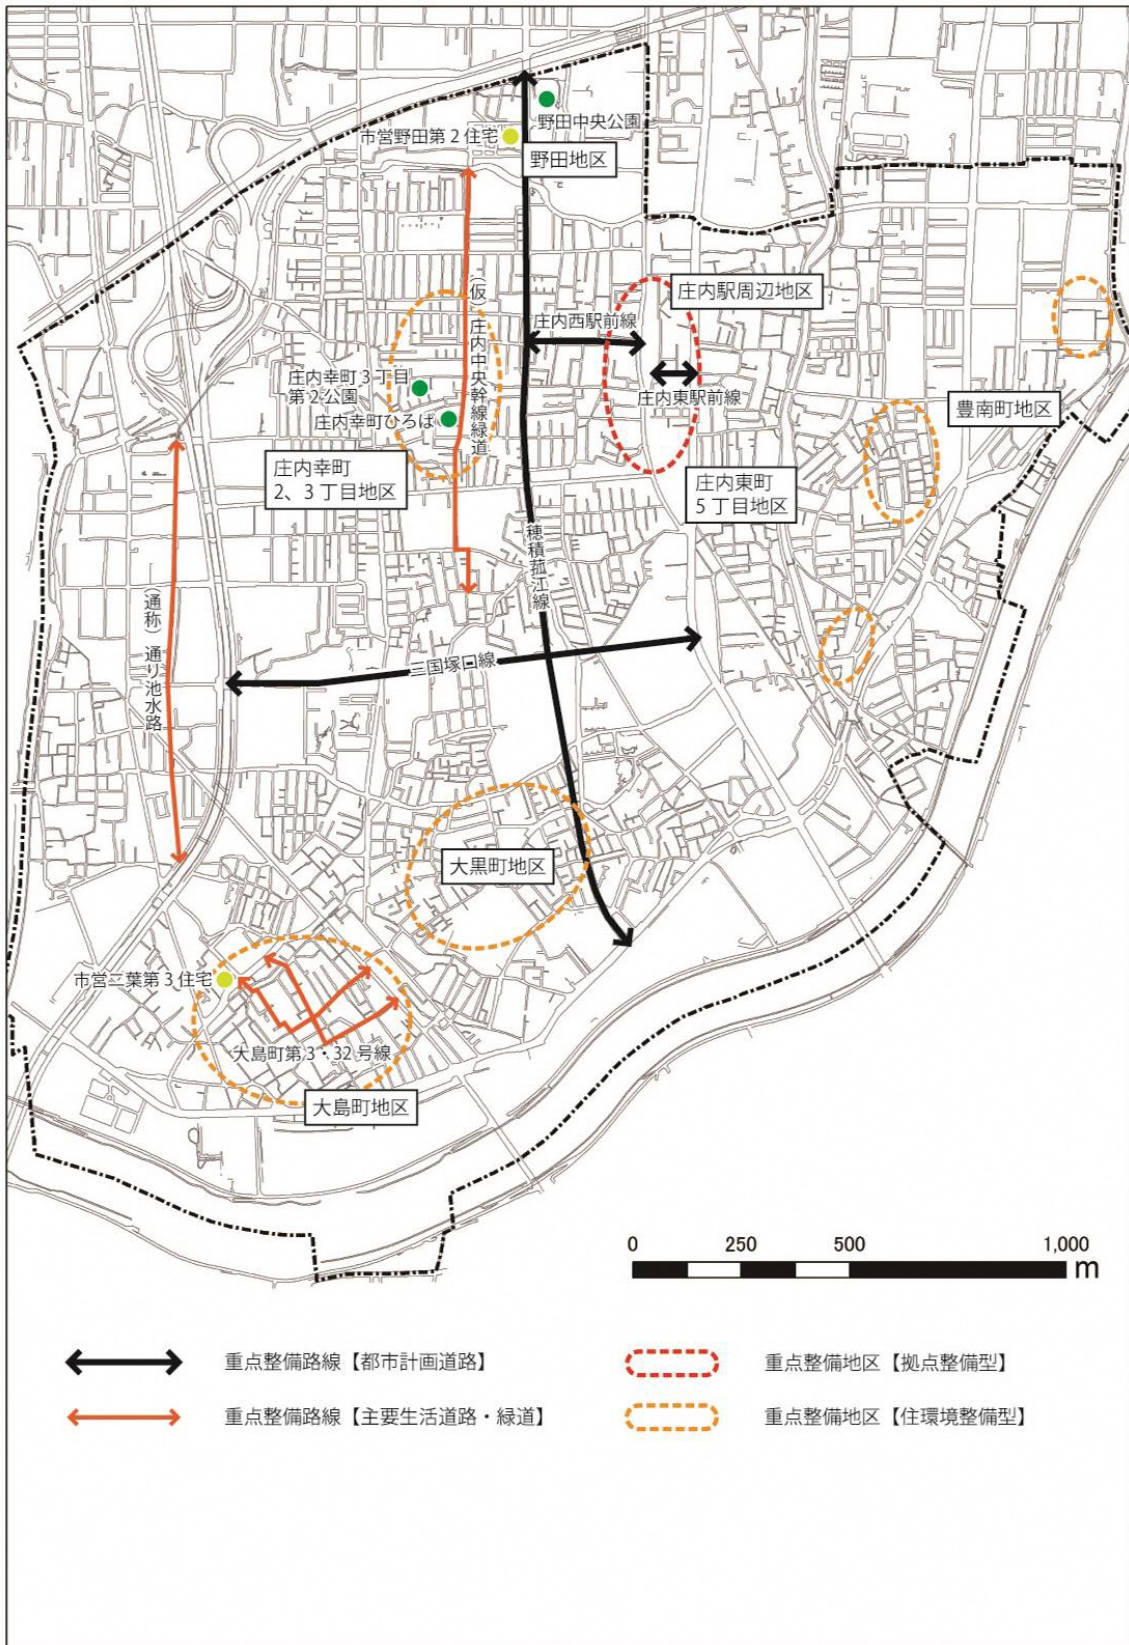 野田中央公園
市営野田第2住宅
野田地区
庄内駅周辺地区
(仮)庄内中央幹線緑道
庄内西駅前線
庄内幸町3丁目
第2公園
庄内東駅前線
豊南町地区
庄内幸町ひろば
庄内幸町
2、3丁目地区
庄内東町
5丁目地区
穂積菰江線
(通称)通り池水路
三国塚口線
大黒町地区
市営二葉第3住宅
大島町第3・32号線
大島町地区
0 250 500 1,000 m
重点整備路線【都市計画道路】
重点整備地区【拠点整備型】
重点整備路線【主要生活道路・緑道】
重点整備地区【住環境整備型】